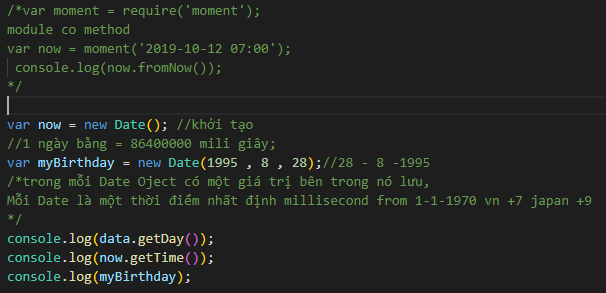 /*var moment = require('moment');
module co method
var now = moment('2019-10-12 07:00');
console.log(now.fromNow());
*/
var now = new Date(); //khởi tạo
//1 ngày bằng = 86400000 mili giây;
var myBirthday = new Date(1995 , 8 , 28);//28 - 8 -1995
/*trong mỗi Date Oject có một giá trị bên trong nó lưu,
Mỗi Date là một thời điểm nhất định millisecond from 1-1-1970 vn +7 japan +9
*/
console.log(data.getDay());
console.log(now.getTime());
console.log(myBirthday);